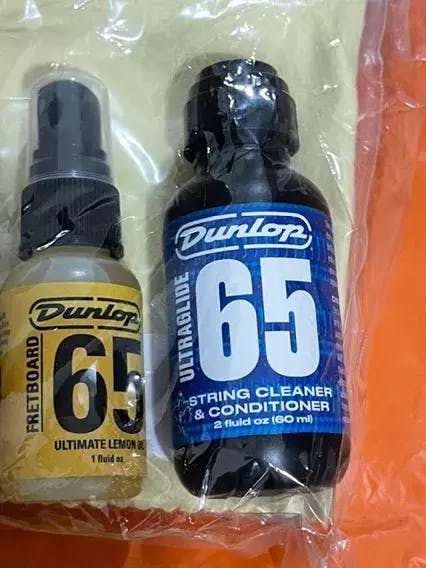 Dunlop
FRETBOARD
65
ULTIMATE LEMON
1 fluid oz
Dunlop
ULTRAGLIDE
65
STRING CLEANER
& CONDITIONER
2 fluid oz (60 ml)